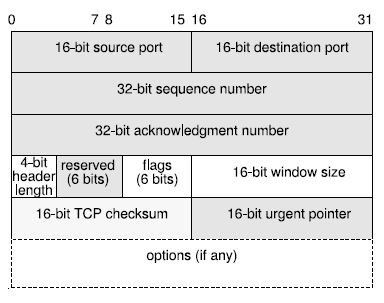 0 7 8 15 16 31
16-bit source port 16-bit destination port
32-bit sequence number
32-bit acknowledgment number
4-bit header length reserved (6 bits) flags (6 bits) 16-bit window size
16-bit TCP checksum 16-bit urgent pointer
options (if any)